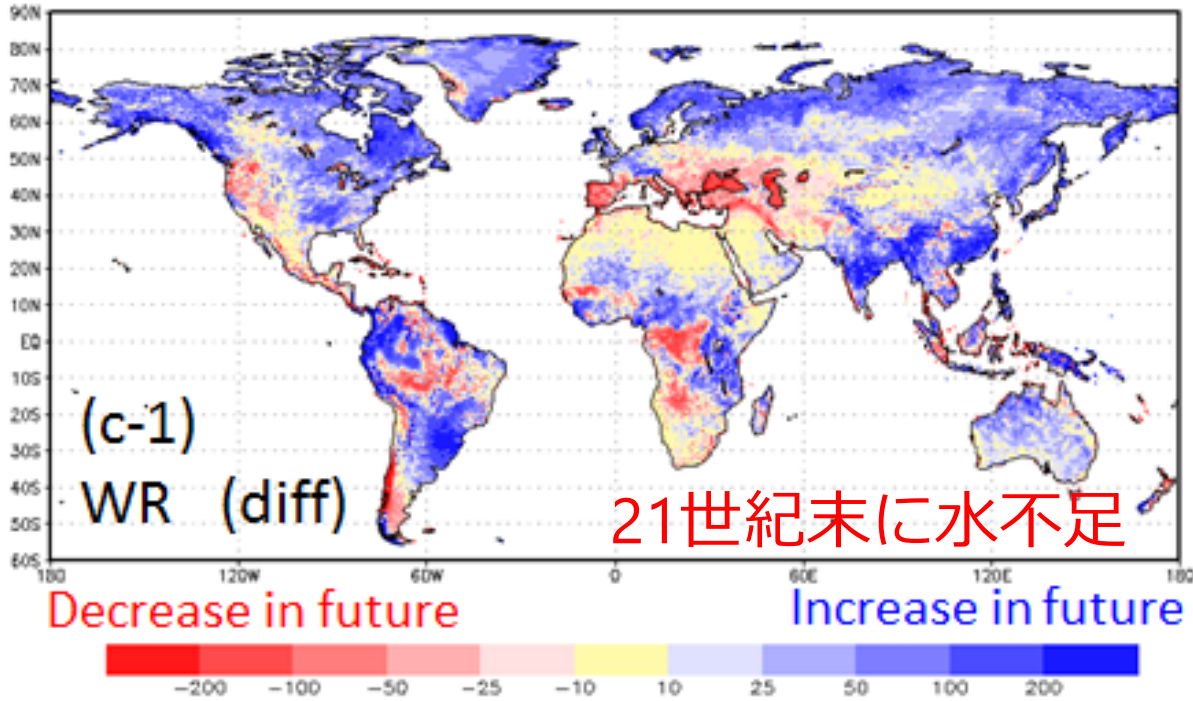 90N
80N
70N
60N
50N
40N
30N
20N
10N
EQ
10S
20S
30S
40S
50S
60S
(c-1)
WR (diff)
21世紀末に水不足
180 120W 60W 0 60E 120E 180
Decrease in future Increase in future
-200 -100 -50 -25 -10 10 25 50 100 200